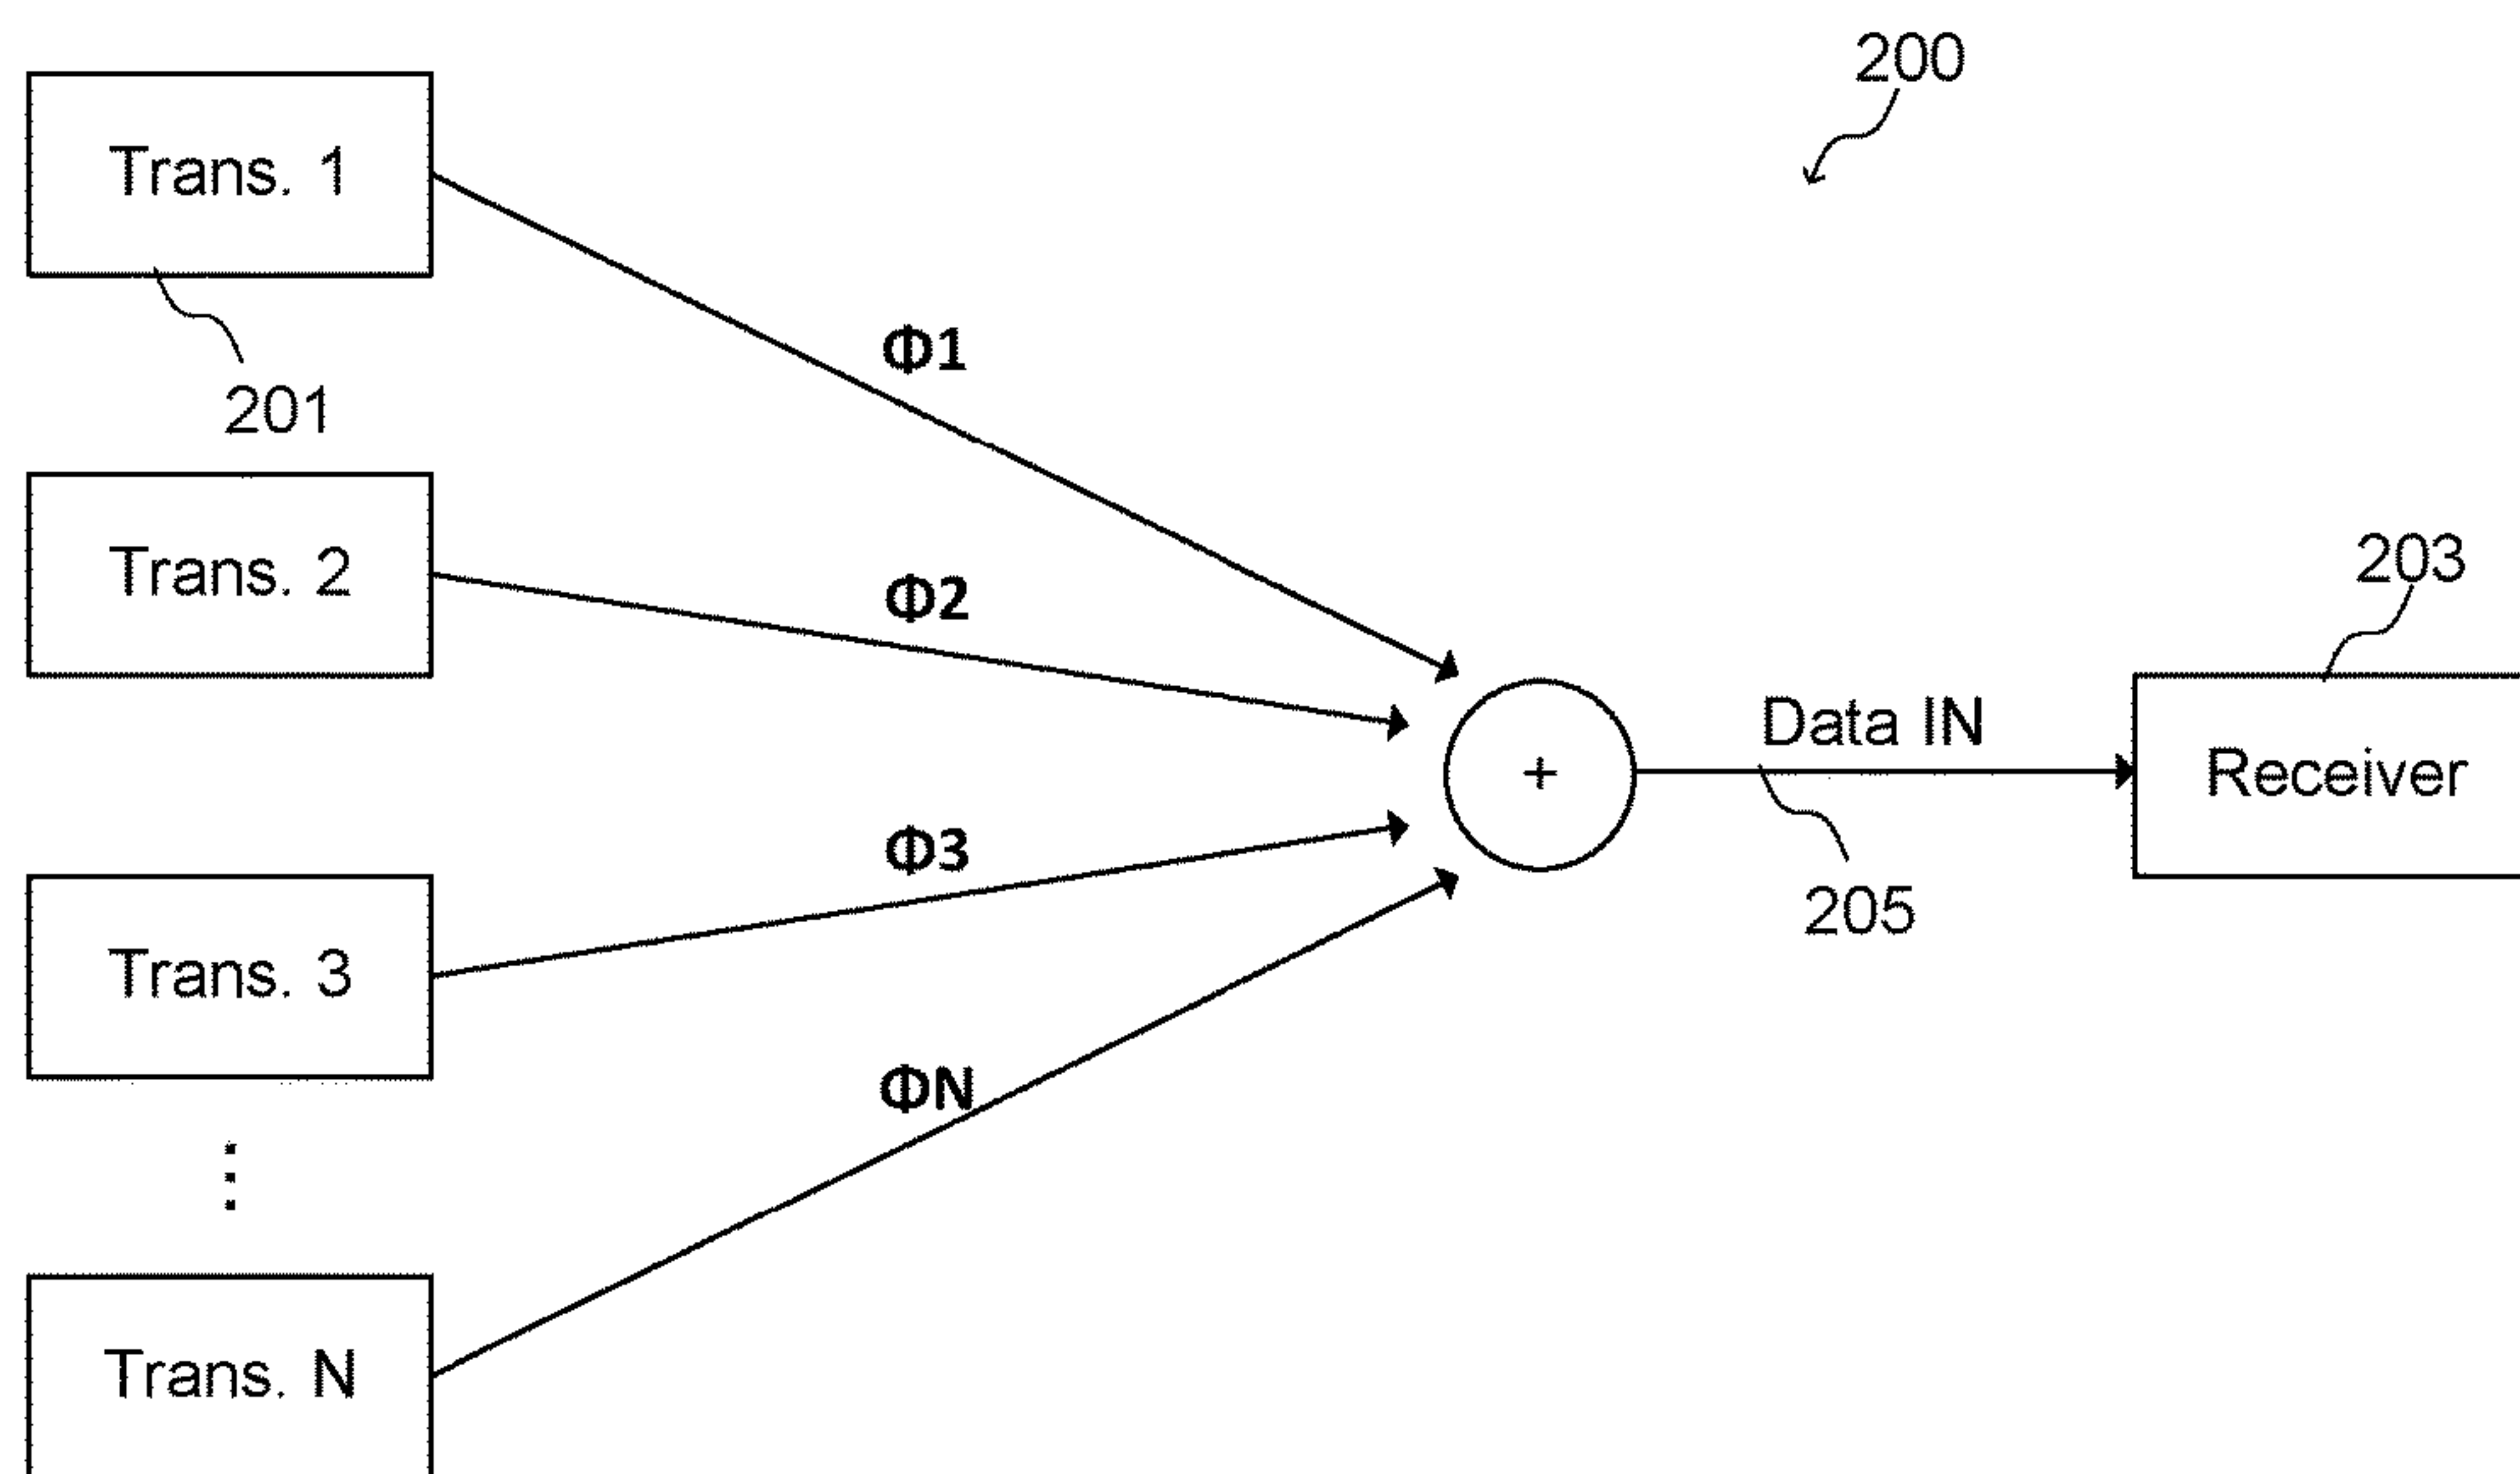 200
Trans. 1
Φ1
201
Trans. 2
Φ2
203
Data IN
Receiver
Φ3
205
Trans. 3
ΦN
Trans. N
+